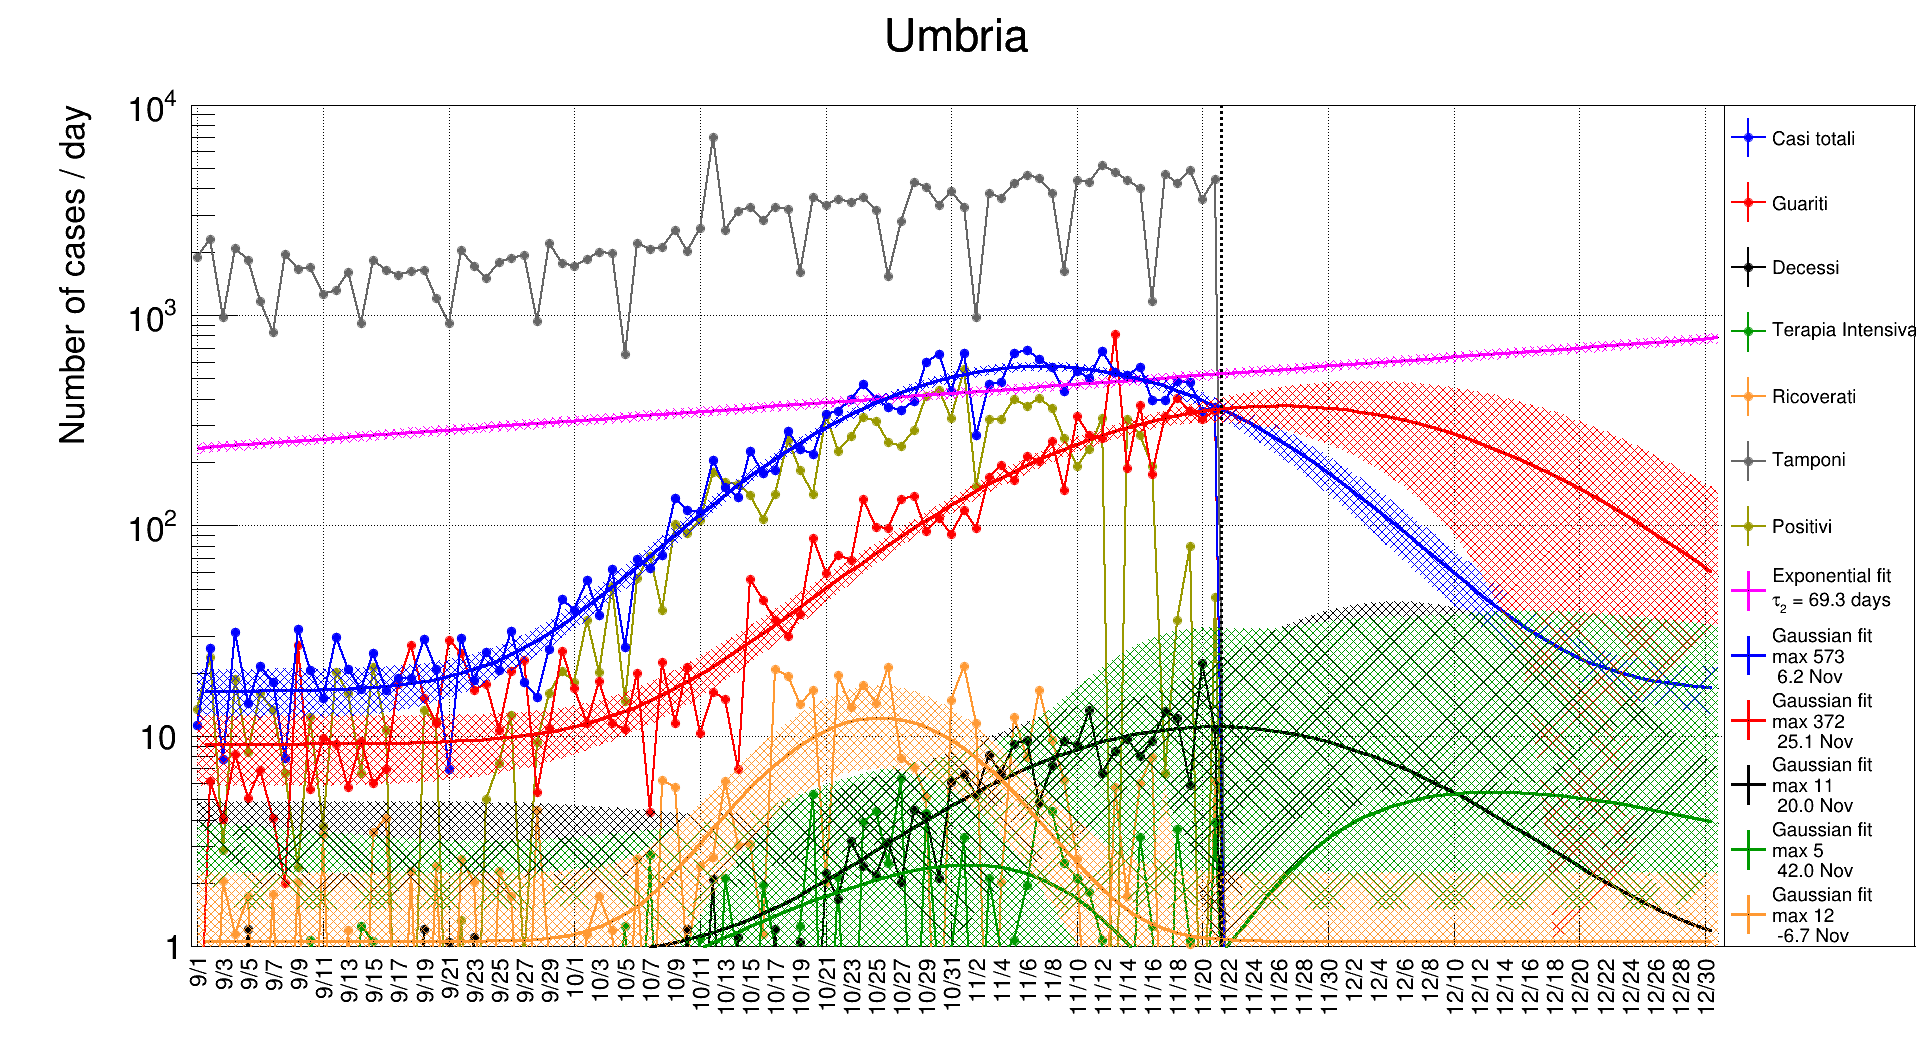 Umbria
Number of cases / day
10^4
10^3
10^2
10
1
9/1 9/3 9/5 9/7 9/9 9/11 9/13 9/15 9/17 9/19 9/21 9/23 9/25 9/27 9/29 10/1 10/3 10/5 10/7 10/9 10/11 10/13 10/15 10/17 10/19 10/21 10/23 10/25 10/27 10/29 10/31 11/2 11/4 11/6 11/8 11/10 11/12 11/14 11/16 11/18 11/20 11/22 11/24 11/26 11/28 11/30 12/2 12/4 12/6 12/8 12/10 12/12 12/14 12/16 12/18 12/20 12/22 12/24 12/26 12/28 12/30
Casi totali
Guariti
Decessi
Terapia Intensiva
Ricoverati
Tamponi
Positivi
Exponential fit
τ₂ = 69.3 days
Gaussian fit
max 573
6.2 Nov
Gaussian fit
max 372
25.1 Nov
Gaussian fit
max 11
20.0 Nov
Gaussian fit
max 5
42.0 Nov
Gaussian fit
max 12
-6.7 Nov